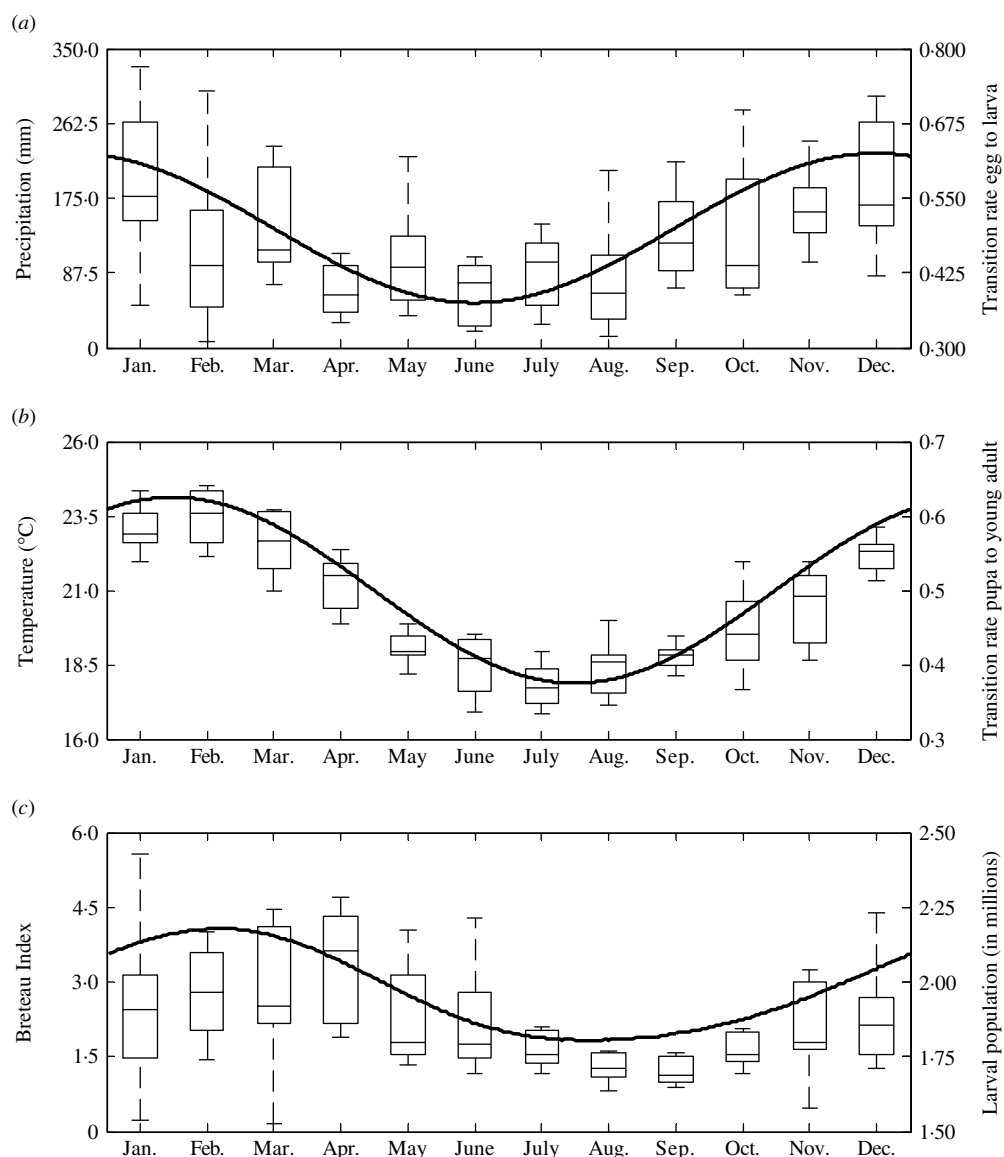 (a)
350·0
262·5
175·0
87·5
0
Precipitation (mm)
0·800
0·675
0·550
0·425
0·300
Transition rate egg to larva
Jan. Feb. Mar. Apr. May June July Aug. Sep. Oct. Nov. Dec.
(b)
26·0
23·5
21·0
18·5
16·0
Temperature (°C)
0·7
0·6
0·5
0·4
0·3
Transition rate pupa to young adult
Jan. Feb. Mar. Apr. May June July Aug. Sep. Oct. Nov. Dec.
(c)
6·0
4·5
3·0
1·5
0
Breteau Index
2·50
2·25
2·00
1·75
1·50
Larval population (in millions)
Jan. Feb. Mar. Apr. May June July Aug. Sep. Oct. Nov. Dec.